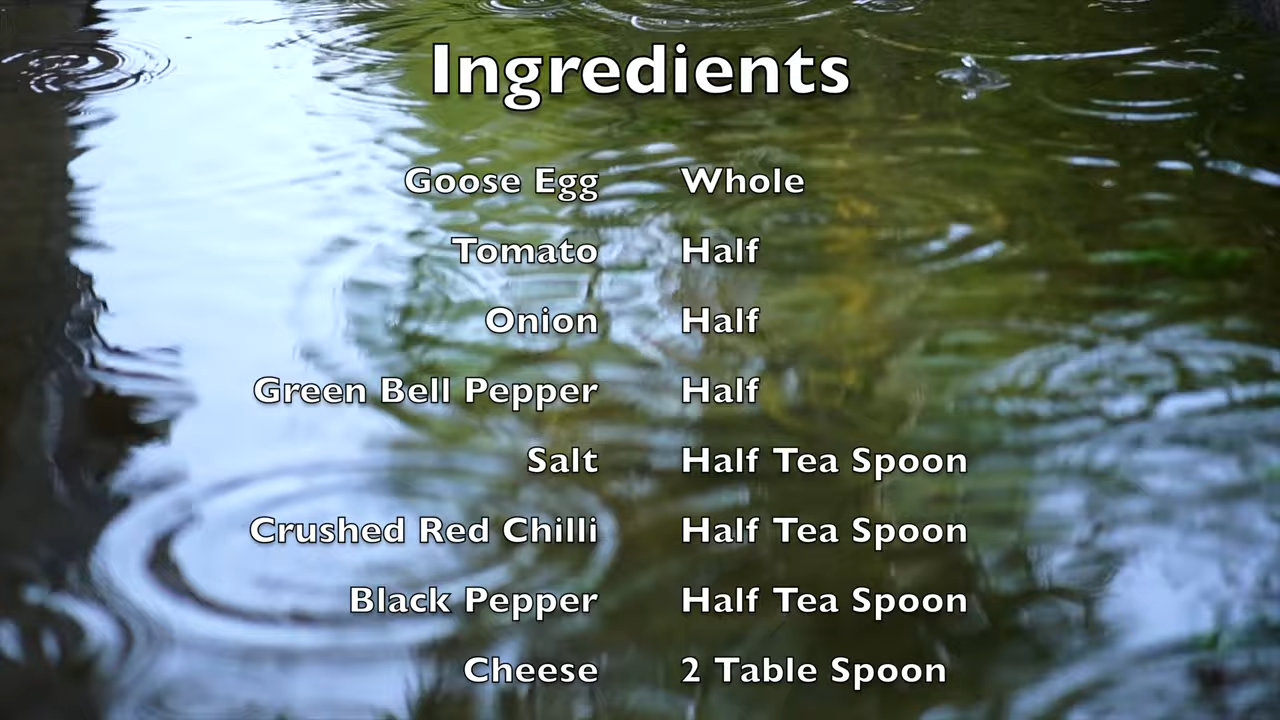 Ingredients
Goose Egg Whole
Tomato Half
Onion Half
Green Bell Pepper Half
Salt Half Tea Spoon
Crushed Red Chilli Half Tea Spoon
Black Pepper Half Tea Spoon
Cheese 2 Table Spoon